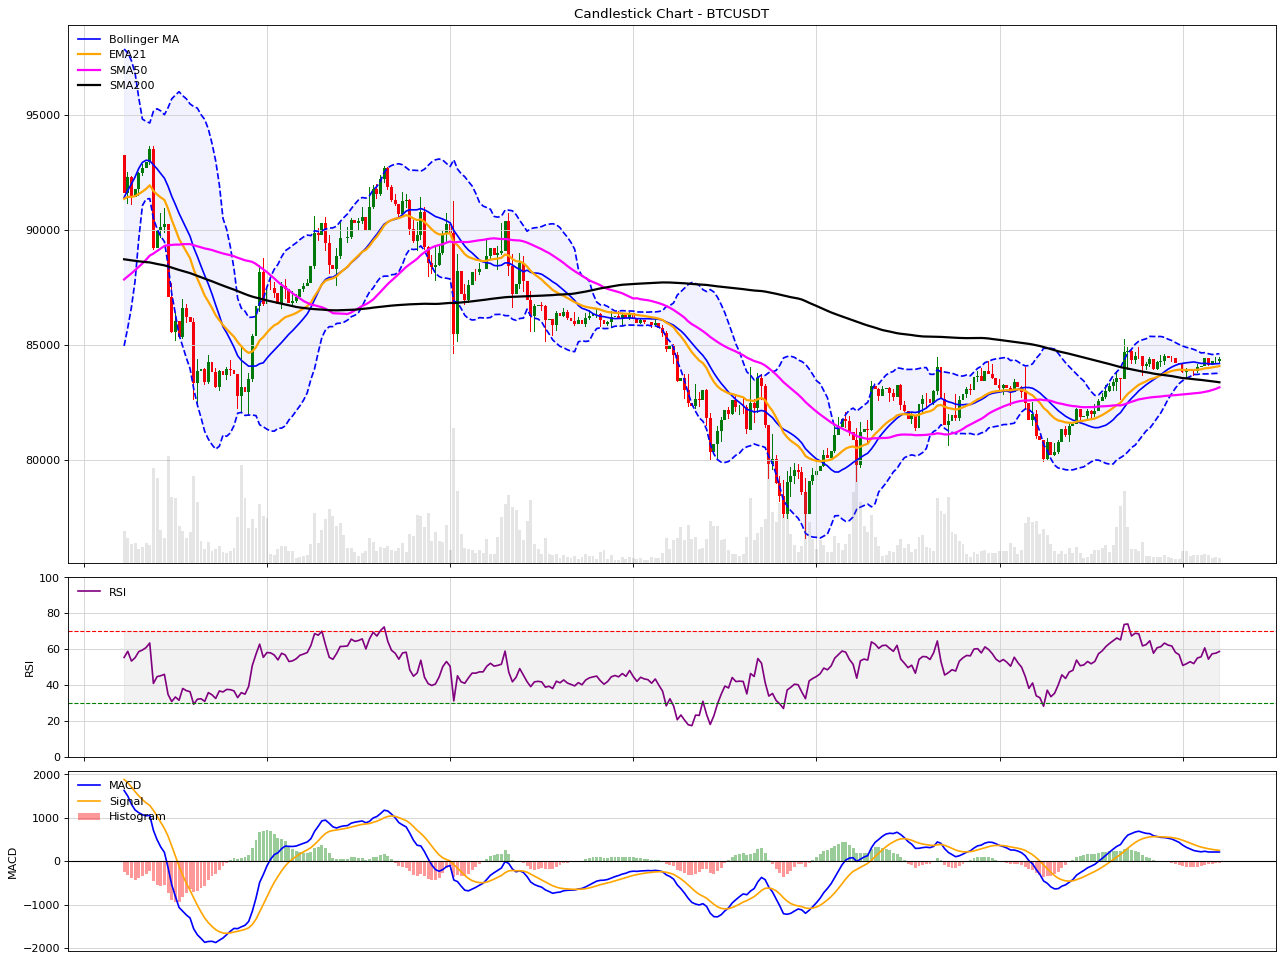 Candlestick Chart - BTCUSDT
Bollinger MA
EMA21
SMA50
SMA200
95000
90000
85000
80000
100
80
60
40
20
0
RSI
RSI
2000
1000
0
−1000
−2000
MACD
MACD
Signal
Histogram